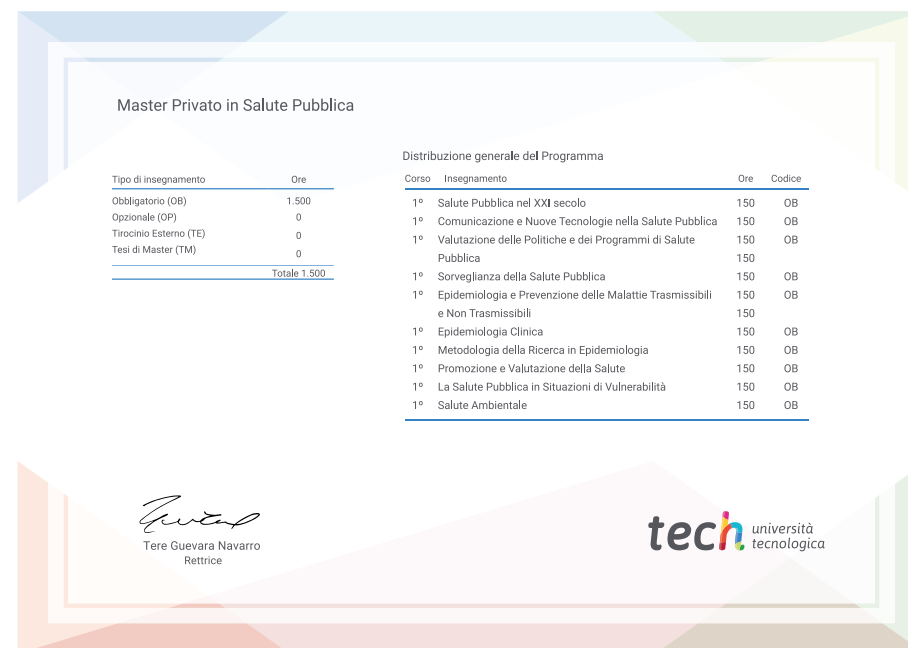 Master Privato in Salute Pubblica
Tipo di insegnamento Ore
Obbligatorio (OB) 1.500
Opzionale (OP) 0
Tirocinio Esterno (TE) 0
Tesi di Master (TM) 0
Totale 1.500
Distribuzione generale del Programma
Corso Insegnamento Ore Codice
1º Salute Pubblica nel XXI secolo 150 OB
1º Comunicazione e Nuove Tecnologie nella Salute Pubblica 150 OB
1º Valutazione delle Politiche e dei Programmi di Salute 150 OB
Pubblica 150
1º Sorveglianza della Salute Pubblica 150 OB
1º Epidemiologia e Prevenzione delle Malattie Trasmissibili 150 OB
e Non Trasmissibili 150
1º Epidemiologia Clinica 150 OB
1º Metodologia della Ricerca in Epidemiologia 150 OB
1º Promozione e Valutazione della Salute 150 OB
1º La Salute Pubblica in Situazioni di Vulnerabilità 150 OB
1º Salute Ambientale 150 OB
Tere Guevara Navarro
Rettrice
tech università
tecnologica